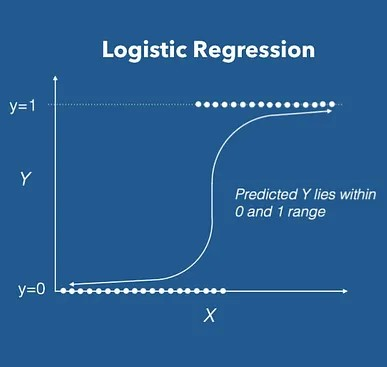 Logistic Regression
y=1
Y
Predicted Y lies within
0 and 1 range
y=0
X